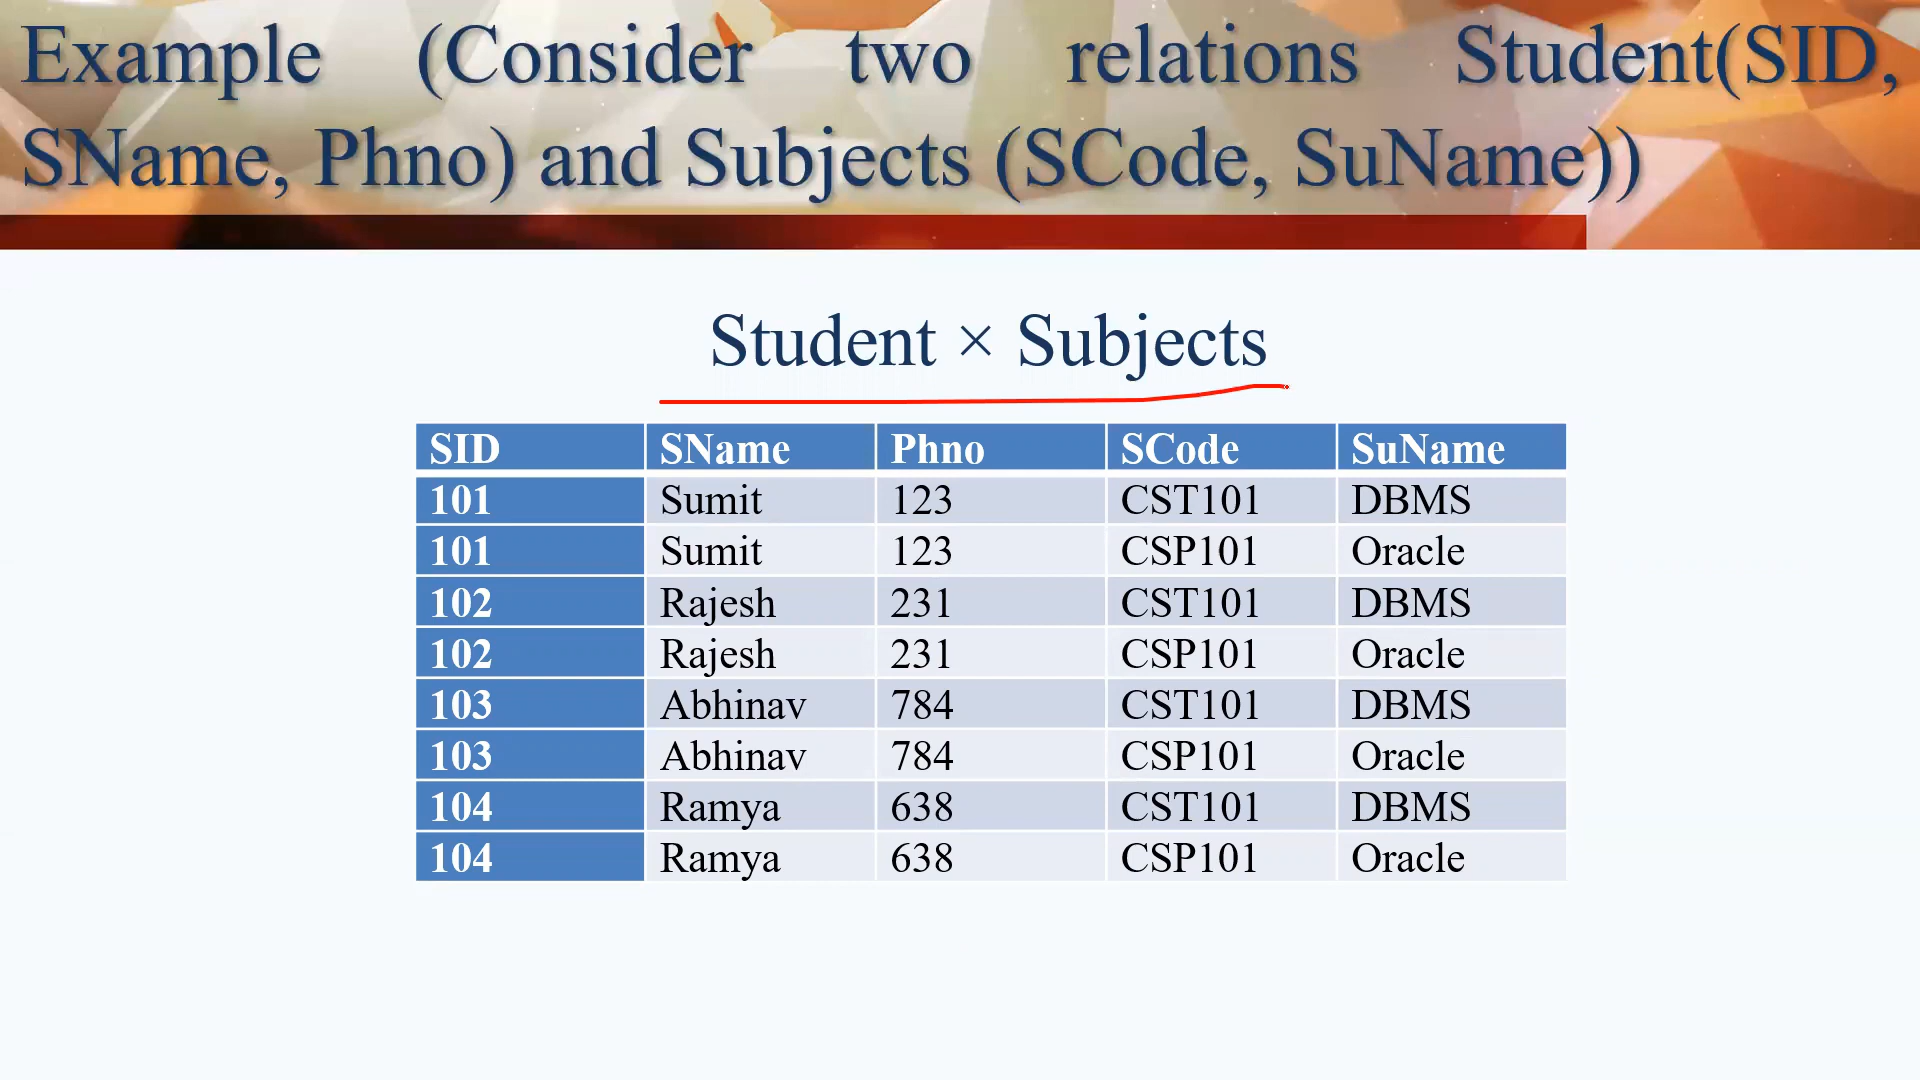 Example (Consider two relations Student(SID,
SName, Phno) and Subjects (SCode, SuName))
Student × Subjects
SID SName Phno SCode SuName
101 Sumit 123 CST101 DBMS
101 Sumit 123 CSP101 Oracle
102 Rajesh 231 CST101 DBMS
102 Rajesh 231 CSP101 Oracle
103 Abhinav 784 CST101 DBMS
103 Abhinav 784 CSP101 Oracle
104 Ramya 638 CST101 DBMS
104 Ramya 638 CSP101 Oracle